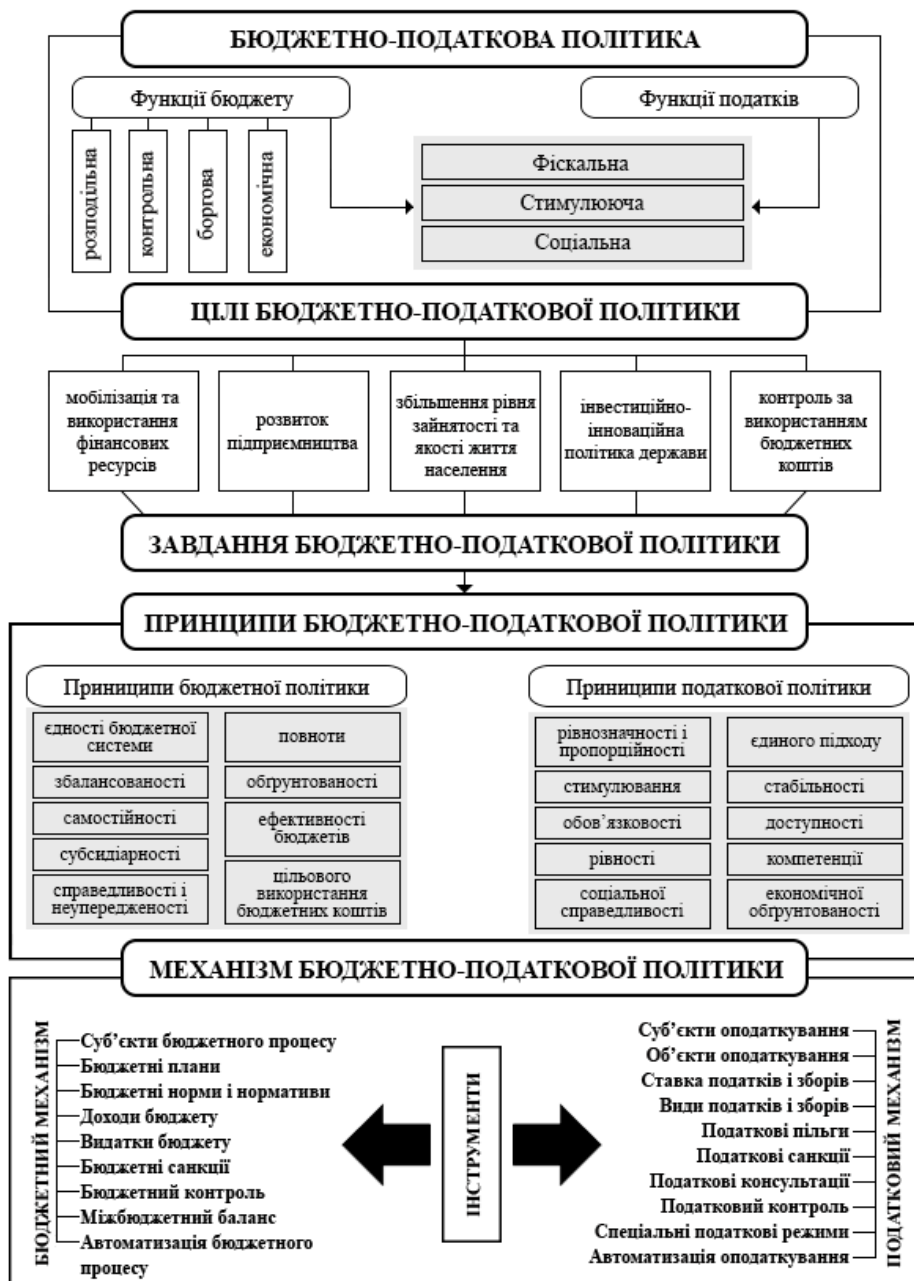 БЮДЖЕТНО-ПОДАТКОВА ПОЛІТИКА
Функції бюджету
Функції податків
розподільна
контрольна
боргова
економічна
Фіскальна
Стимулююча
Соціальна
ЦІЛІ БЮДЖЕТНО-ПОДАТКОВОЇ ПОЛІТИКИ
мобілізація та
використання
фінансових
ресурсів
розвиток
підприємництва
збільшення рівня
зайнятості та
якості життя
населення
інвестиційно-
інноваційна
політика держави
контроль за
використанням
бюджетних
коштів
ЗАВДАННЯ БЮДЖЕТНО-ПОДАТКОВОЇ ПОЛІТИКИ
ПРИНЦИПИ БЮДЖЕТНО-ПОДАТКОВОЇ ПОЛІТИКИ
Приниципи бюджетної політики
єдності бюджетної
системи
збалансованості
самостійності
субсидіарності
справедливості і
неупередженості
повноти
обґрунтованості
ефективності
бюджетів
цільового
використання
бюджетних коштів
Приниципи податкової політики
рівнозначності і
пропорційності
стимулювання
обов’язковості
рівності
соціальної
справедливості
єдиного підходу
стабільності
доступності
компетенції
економічної
обґрунтованості
МЕХАНІЗМ БЮДЖЕТНО-ПОДАТКОВОЇ ПОЛІТИКИ
БЮДЖЕТНИЙ МЕХАНІЗМ
Суб’єкти бюджетного процесу
Бюджетні плани
Бюджетні норми і нормативи
Доходи бюджету
Видатки бюджету
Бюджетні санкції
Бюджетний контроль
Міжбюджетний баланс
Автоматизація бюджетного
процесу
ІНСТРУМЕНТИ
Суб’єкти оподаткування
Об’єкти оподаткування
Ставка податків і зборів
Види податків і зборів
Податкові пільги
Податкові санкції
Податкові консультації
Податковий контроль
Спеціальні податкові режими
Автоматизація оподаткування
ПОДАТКОВИЙ МЕХАНІЗМ